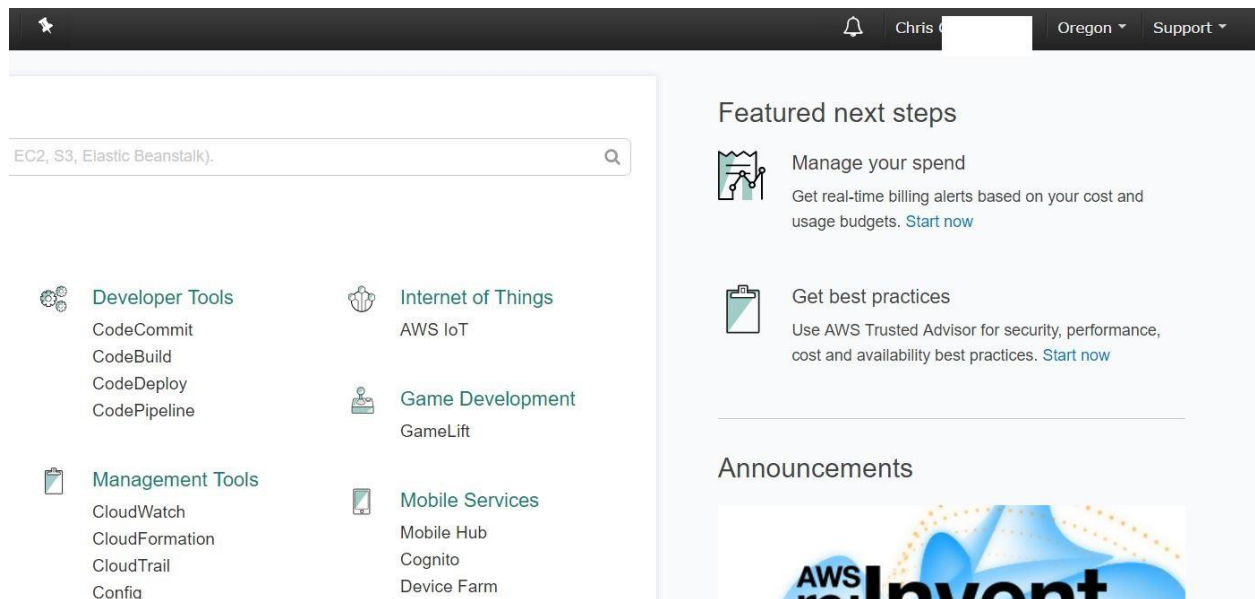 Chris
Oregon
Support
EC2, S3, Elastic Beanstalk).
Developer Tools
CodeCommit
CodeBuild
CodeDeploy
CodePipeline
Management Tools
CloudWatch
CloudFormation
CloudTrail
Config
Internet of Things
AWS IoT
Game Development
GameLift
Mobile Services
Mobile Hub
Cognito
Device Farm
Featured next steps
Manage your spend
Get real-time billing alerts based on your cost and
usage budgets. Start now
Get best practices
Use AWS Trusted Advisor for security, performance,
cost and availability best practices. Start now
Announcements
AWS
re:Invent